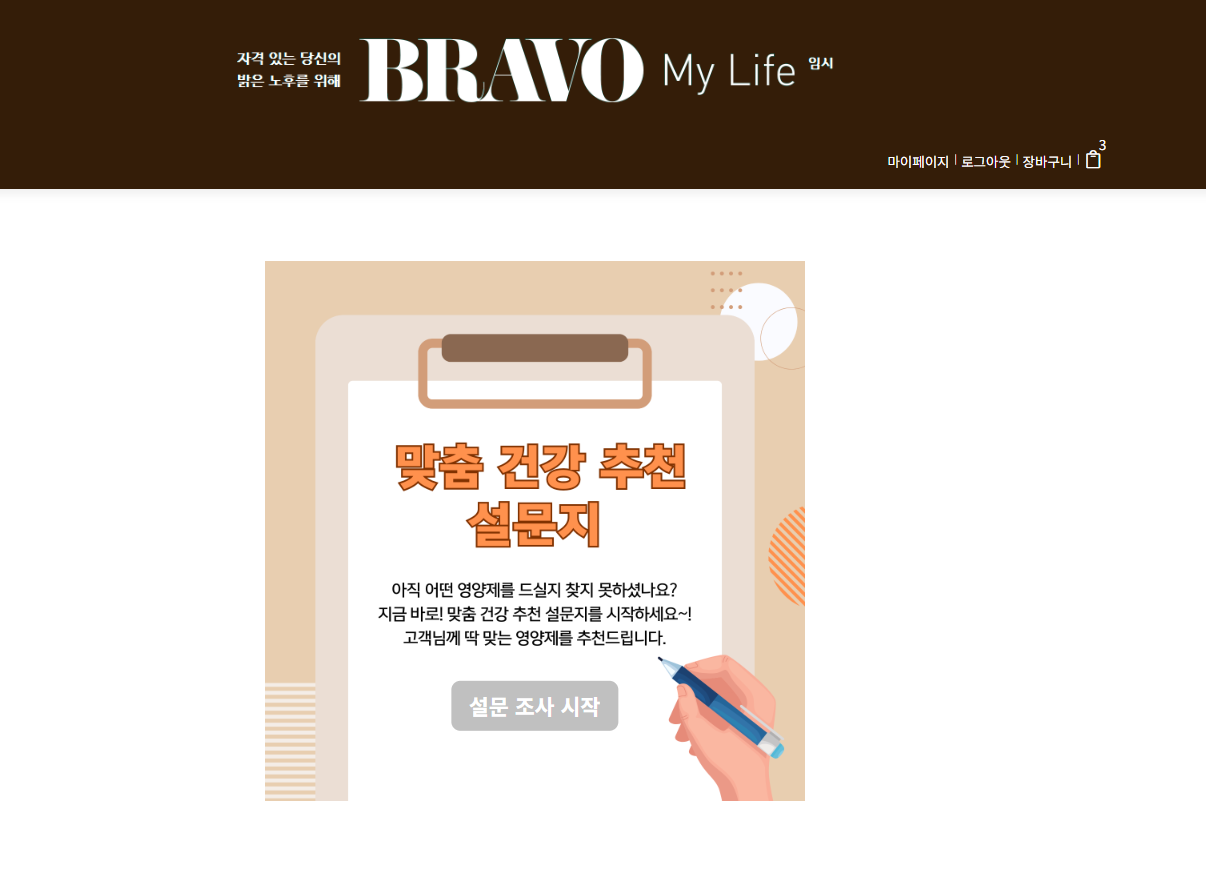 자격 있는 당신의
밝은 노후를 위해
BRAVO My Life 임시
3
마이페이지 | 로그아웃 | 장바구니 |
맞춤 건강 추천
설문지
아직 어떤 영양제를 드실지 찾지 못하셨나요?
지금 바로! 맞춤 건강 추천 설문지를 시작하세요~!
고객님께 딱 맞는 영양제를 추천드립니다.
설문 조사 시작